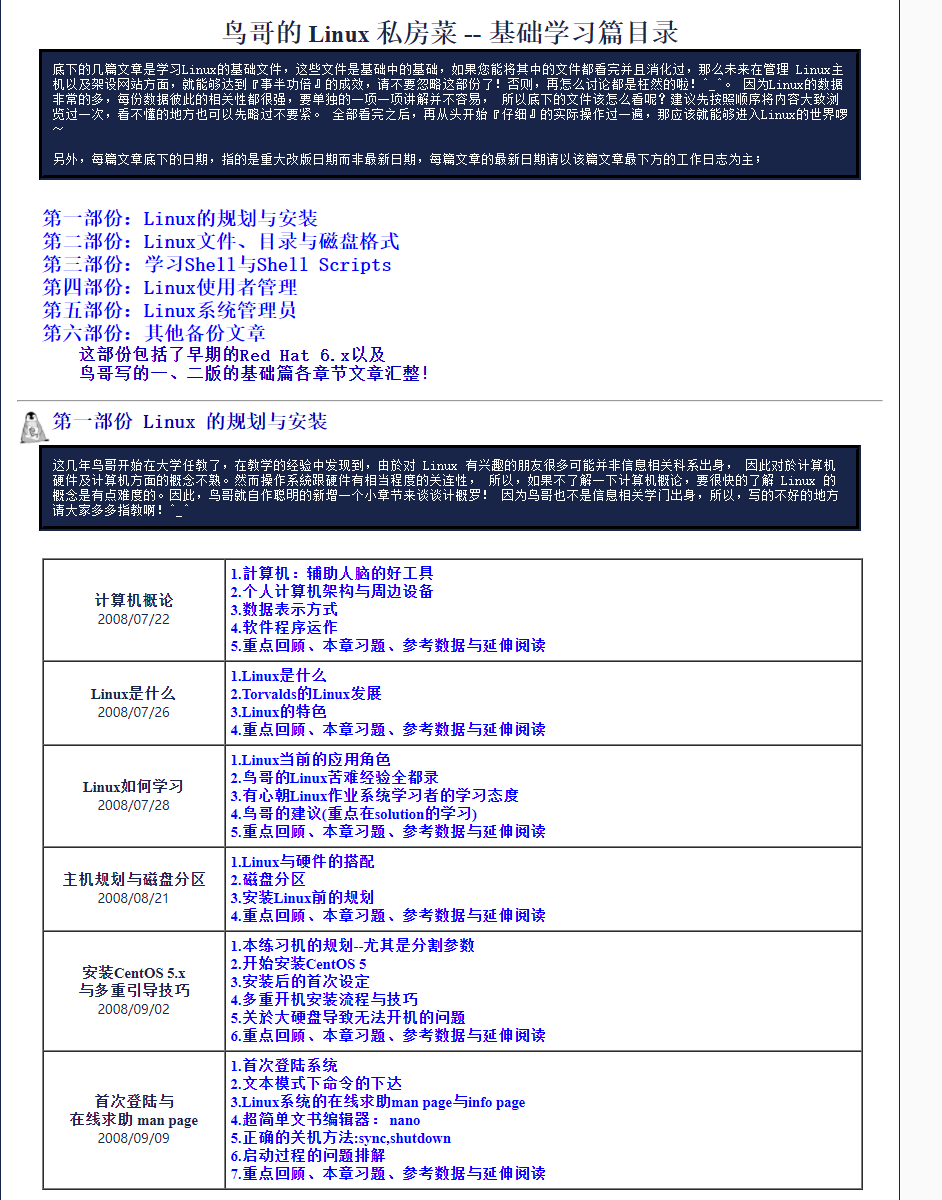 鸟哥的 Linux 私房菜 -- 基础学习篇目录
底下的几篇文章是学习Linux的基础文件，这些文件是基础中的基础，如果您能将其中的文件都看完并且消化过，那么未来在管理 Linux主
机以及架设网站方面，就能够达到『事半功倍』的成效，请不要忽略这部份了！否则，再怎么讨论都是枉然的啦！^_^。 因为Linux的数据
非常的多，每份数据彼此的相关性都很强，要单独的一项一项讲解并不容易， 所以底下的文件该怎么看呢？建议先按照顺序将内容大致浏
览过一次，看不懂的地方也可以先略过不要紧。 全部看完之后，再从头开始『仔细』的实际操作过一遍，那应该就能够进入Linux的世界啰
～
另外，每篇文章底下的日期，指的是重大改版日期而非最新日期，每篇文章的最新日期请以该篇文章最下方的工作日志为主；
第一部份：Linux的规划与安装
第二部份：Linux文件、目录与磁盘格式
第三部份：学习Shell与Shell Scripts
第四部份：Linux使用者管理
第五部份：Linux系统管理员
第六部份：其他备份文章
这部份包括了早期的Red Hat 6.x以及
鸟哥写的一、二版的基础篇各章节文章汇整！
第一部份 Linux 的规划与安装
这几年鸟哥开始在大学任教了，在教学的经验中发现到，由於对 Linux 有兴趣的朋友很多可能并非信息相关科系出身， 因此对於计算机
硬件及计算机方面的概念不熟。然而操作系统跟硬件有相当程度的关连性， 所以，如果不了解一下计算机概论，要很快的了解 Linux 的
概念是有点难度的。因此，鸟哥就自作聪明的新增一个小章节来谈谈计概罗！ 因为鸟哥也不是信息相关学门出身，所以，写的不好的地方
请大家多多指教啊！^_^
计算机概论
2008/07/22
1.計算机：辅助人脑的好工具
2.个人计算机架构与周边设备
3.数据表示方式
4.软件程序运作
5.重点回顾、本章习题、参考数据与延伸阅读
Linux是什么
2008/07/26
1.Linux是什么
2.Torvalds的Linux发展
3.Linux的特色
4.重点回顾、本章习题、参考数据与延伸阅读
Linux如何学习
2008/07/28
1.Linux当前的应用角色
2.鸟哥的Linux苦难经验全都录
3.有心朝Linux作业系统学习者的学习态度
4.鸟哥的建议(重点在solution的学习)
5.重点回顾、本章习题、参考数据与延伸阅读
主机规划与磁盘分区
2008/08/21
1.Linux与硬件的搭配
2.磁盘分区
3.安装Linux前的规划
4.重点回顾、本章习题、参考数据与延伸阅读
安装CentOS 5.x
与多重引导技巧
2008/09/02
1.本练习机的规划--尤其是分割参数
2.开始安装CentOS 5
3.安装后的首次设定
4.多重开机安装流程与技巧
5.关於大硬盘导致无法开机的问题
6.重点回顾、本章习题、参考数据与延伸阅读
首次登陆与
在线求助 man page
2008/09/09
1.首次登陆系统
2.文本模式下命令的下达
3.Linux系统的在线求助man page与info page
4.超简单文书编辑器：nano
5.正确的关机方法:sync,shutdown
6.启动过程的问题排解
7.重点回顾、本章习题、参考数据与延伸阅读